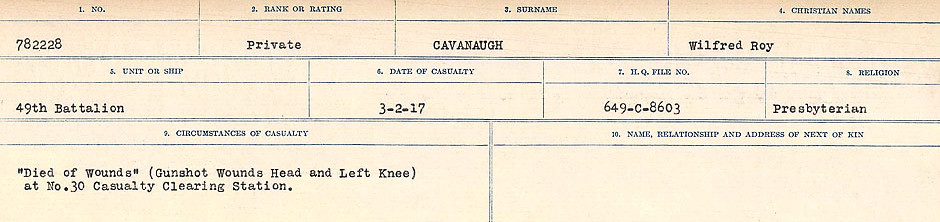 1. NO. 2. RANK OR RATING 3. SURNAME 4. CHRISTIAN NAMES
782228 Private CAVANAUGH Wilfred Roy
5. UNIT OR SHIP 6. DATE OF CASUALTY 7. H.Q. FILE NO. 8. RELIGION
49th Battalion 3-2-17 649-C-8603 Presbyterian
9. CIRCUMSTANCES OF CASUALTY 10. NAME, RELATIONSHIP AND ADDRESS OF NEXT OF KIN
"Died of Wounds" (Gunshot Wounds Head and Left Knee)
at No.30 Casualty Clearing Station.